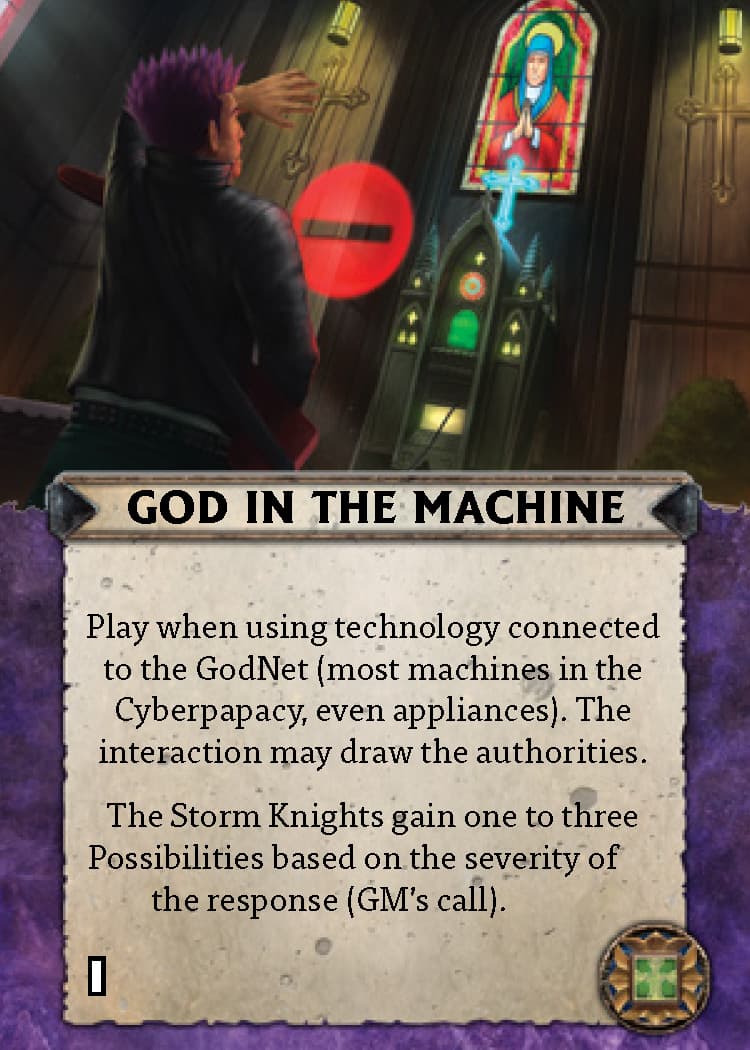 GOD IN THE MACHINE
Play when using technology connected
to the GodNet (most machines in the
Cyberpapacy, even appliances). The
interaction may draw the authorities.
The Storm Knights gain one to three
Possibilities based on the severity of
the response (GM's call).